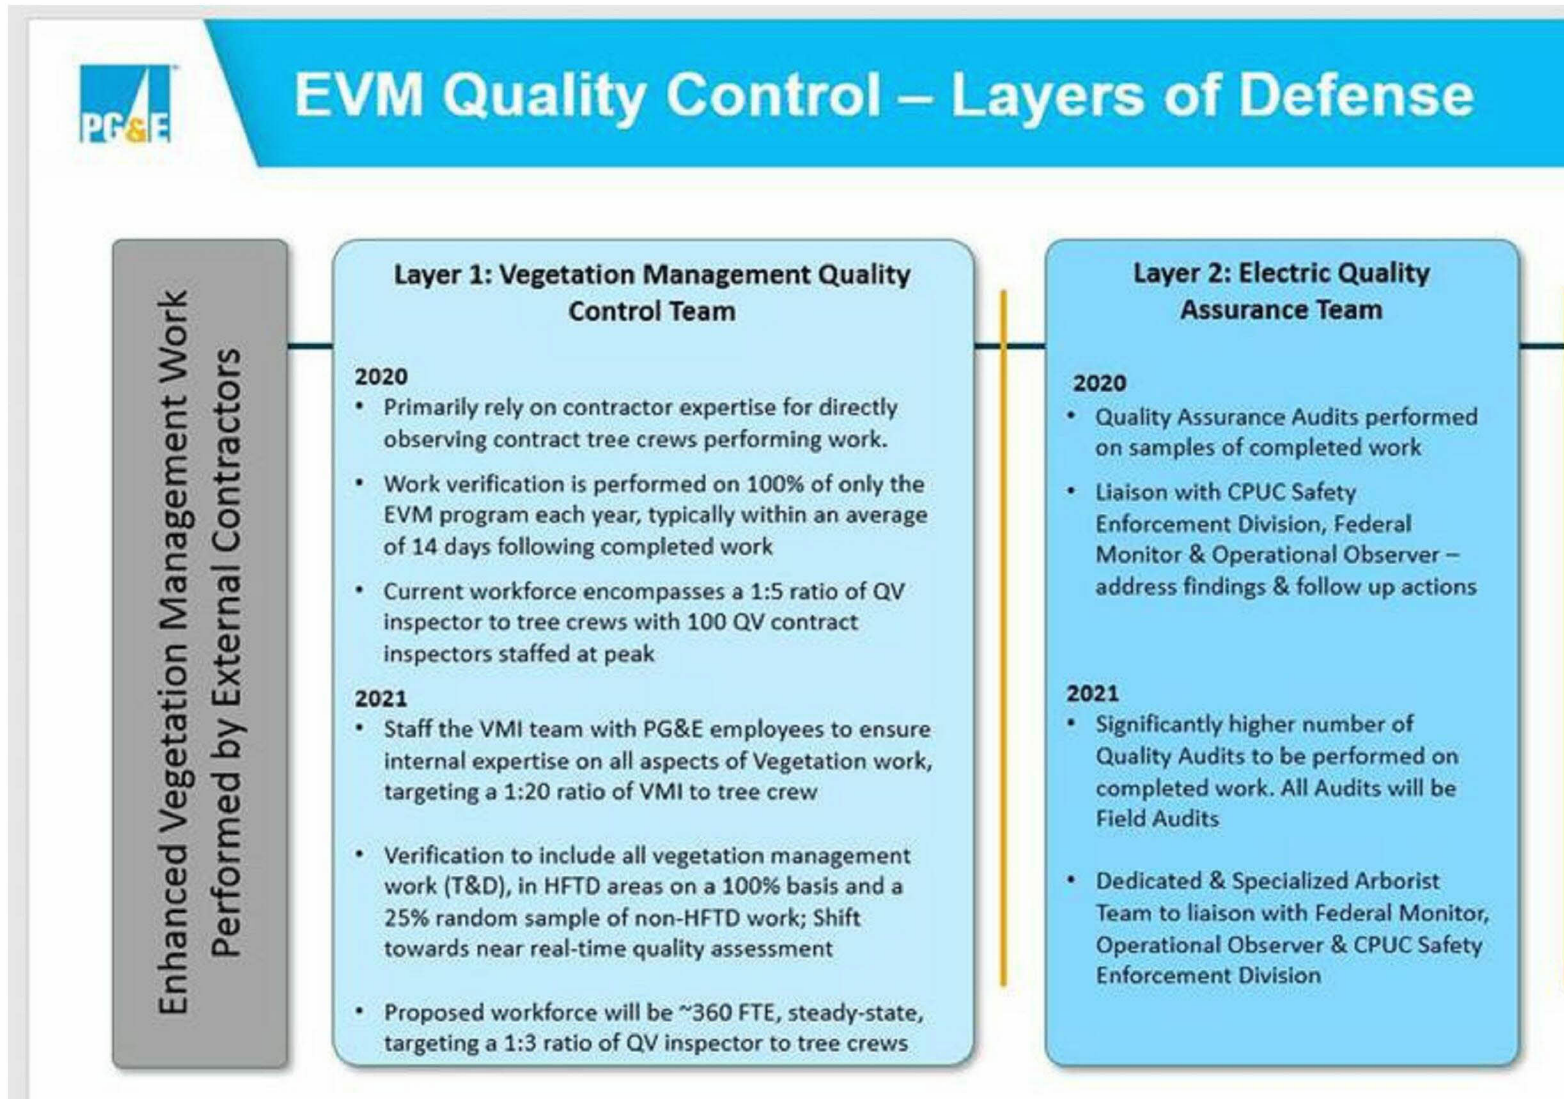 PG&E
EVM Quality Control – Layers of Defense
Enhanced Vegetation Management Work
Performed by External Contractors
Layer 1: Vegetation Management Quality
Control Team
2020
• Primarily rely on contractor expertise for directly
observing contract tree crews performing work.
• Work verification is performed on 100% of only the
EVM program each year, typically within an average
of 14 days following completed work
• Current workforce encompasses a 1:5 ratio of QV
inspector to tree crews with 100 QV contract
inspectors staffed at peak
2021
• Staff the VMI team with PG&E employees to ensure
internal expertise on all aspects of Vegetation work,
targeting a 1:20 ratio of VMI to tree crew
• Verification to include all vegetation management
work (T&D), in HFTD areas on a 100% basis and a
25% random sample of non-HFTD work; Shift
towards near real-time quality assessment
• Proposed workforce will be ~360 FTE, steady-state,
targeting a 1:3 ratio of QV inspector to tree crews
Layer 2: Electric Quality
Assurance Team
2020
• Quality Assurance Audits performed
on samples of completed work
• Liaison with CPUC Safety
Enforcement Division, Federal
Monitor & Operational Observer –
address findings & follow up actions
2021
• Significantly higher number of
Quality Audits to be performed on
completed work. All Audits will be
Field Audits
• Dedicated & Specialized Arborist
Team to liaison with Federal Monitor,
Operational Observer & CPUC Safety
Enforcement Division